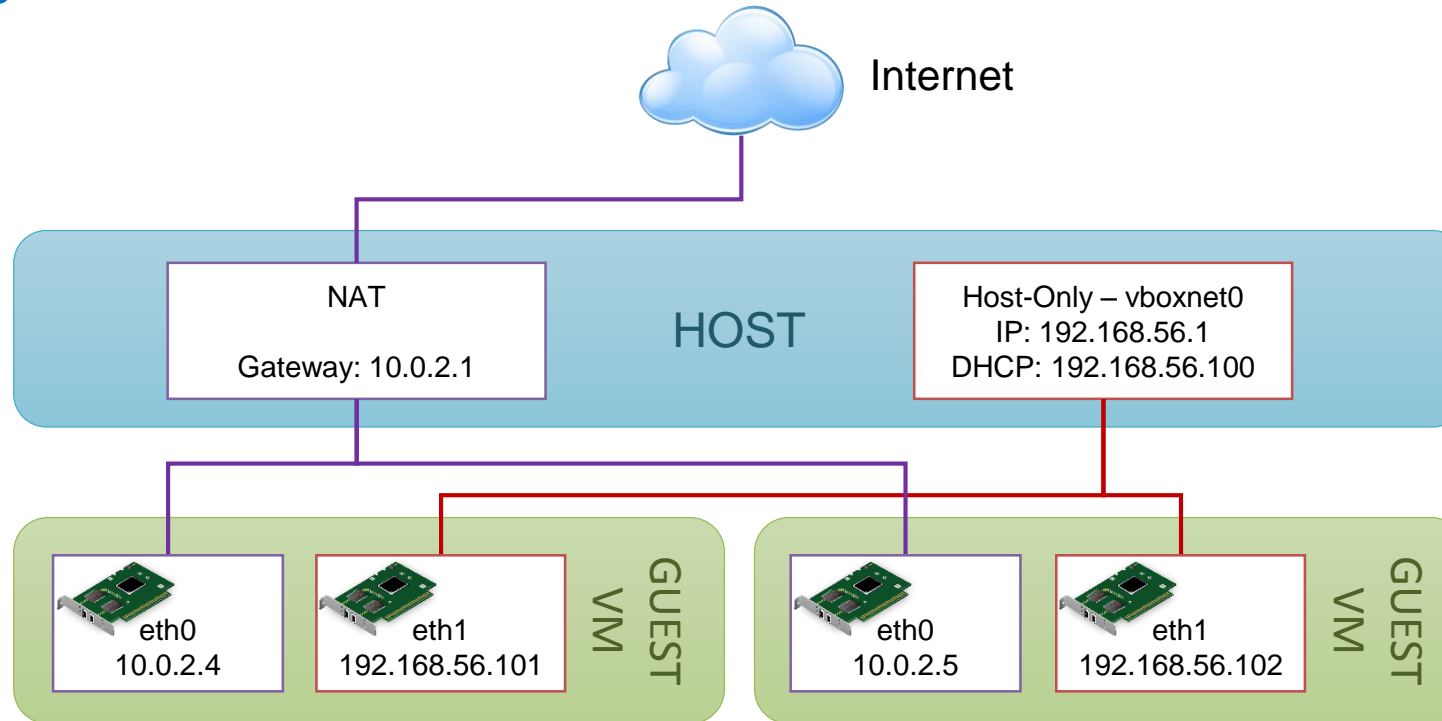 Internet
NAT
Gateway: 10.0.2.1
HOST
Host-Only – vboxnet0
IP: 192.168.56.1
DHCP: 192.168.56.100
eth0
10.0.2.4
eth1
192.168.56.101
GUEST
VM
eth0
10.0.2.5
eth1
192.168.56.102
GUEST
VM